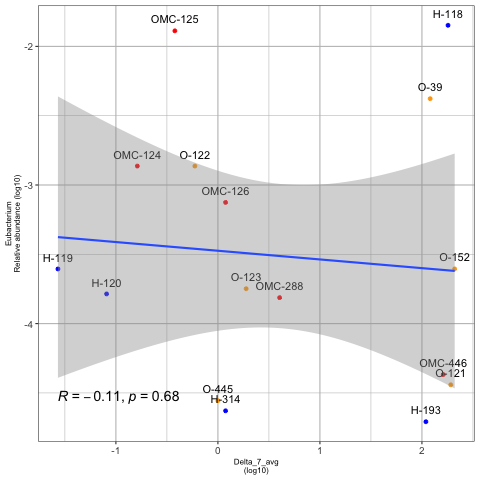 OMC-125
H-118
-2
O-39
OMC-124
O-122
-3
OMC-126
Eubacterium
Relative abundance (log10)
H-119
O-152
H-120
O-123
OMC-288
-4
OMC-446
O-121
O-445
R = −0.11, p = 0.68
H-314
H-193
-1
0
1
2
Delta_7_avg
(log10)